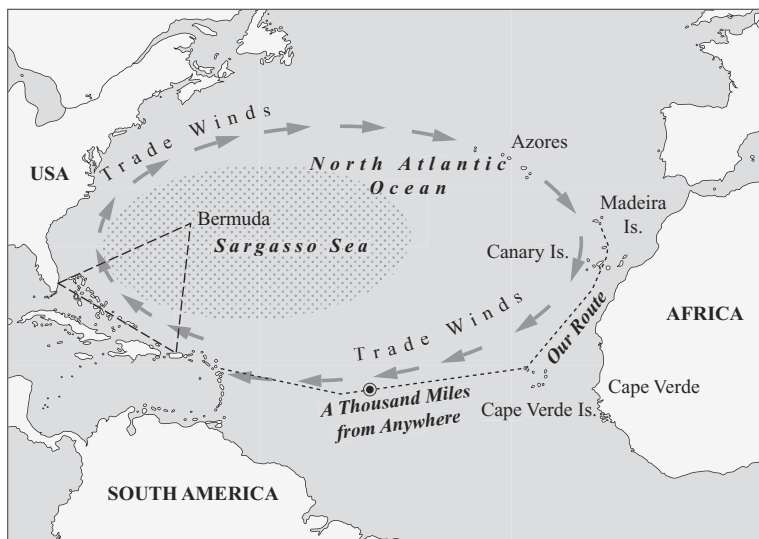 Trade Winds
Azores
USA
North Atlantic
Ocean
Madeira
Is.
Bermuda
Sargasso Sea
Canary Is.
AFRICA
Trade Winds
Our Route
A Thousand Miles
from Anywhere
Cape Verde Is.
Cape Verde
SOUTH AMERICA